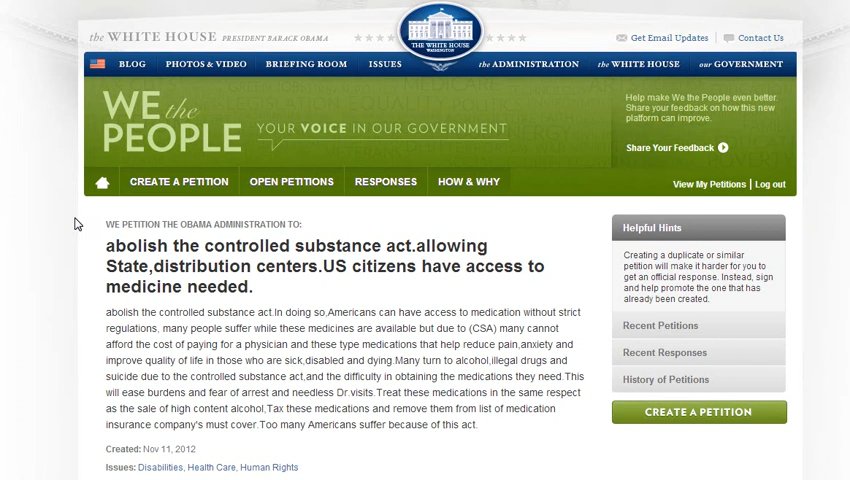 the WHITE HOUSE PRESIDENT BARACK OBAMA
THE WHITE HOUSE
WASHINGTON
Get Email Updates Contact Us
BLOG PHOTOS & VIDEO BRIEFING ROOM ISSUES the ADMINISTRATION the WHITE HOUSE our GOVERNMENT
WE the
PEOPLE
YOUR VOICE IN OUR GOVERNMENT
Help make We the People even better.
Share your feedback on how this new
platform can improve.
Share Your Feedback
CREATE A PETITION OPEN PETITIONS RESPONSES HOW & WHY
View My Petitions | Log out
WE PETITION THE OBAMA ADMINISTRATION TO:
abolish the controlled substance act.allowing
State,distribution centers.US citizens have access to
medicine needed.
abolish the controlled substance act.In doing so,Americans can have access to medication without strict
regulations, many people suffer while these medicines are available but due to (CSA) many cannot
afford the cost of paying for a physician and these type medications that help reduce pain,anxiety and
improve quality of life in those who are sick,disabled and dying.Many turn to alcohol,illegal drugs and
suicide due to the controlled substance act,and the difficulty in obtaining the medications they need.This
will ease burdens and fear of arrest and needless Dr.visits.Treat these medications in the same respect
as the sale of high content alcohol,Tax these medications and remove them from list of medication
insurance company's must cover.Too many Americans suffer because of this act.
Created: Nov 11, 2012
Issues: Disabilities, Health Care, Human Rights
Helpful Hints
Creating a duplicate or similar
petition will make it harder for you to
get an official response. Instead, sign
and help promote the one that has
already been created.
Recent Petitions
Recent Responses
History of Petitions
CREATE A PETITION